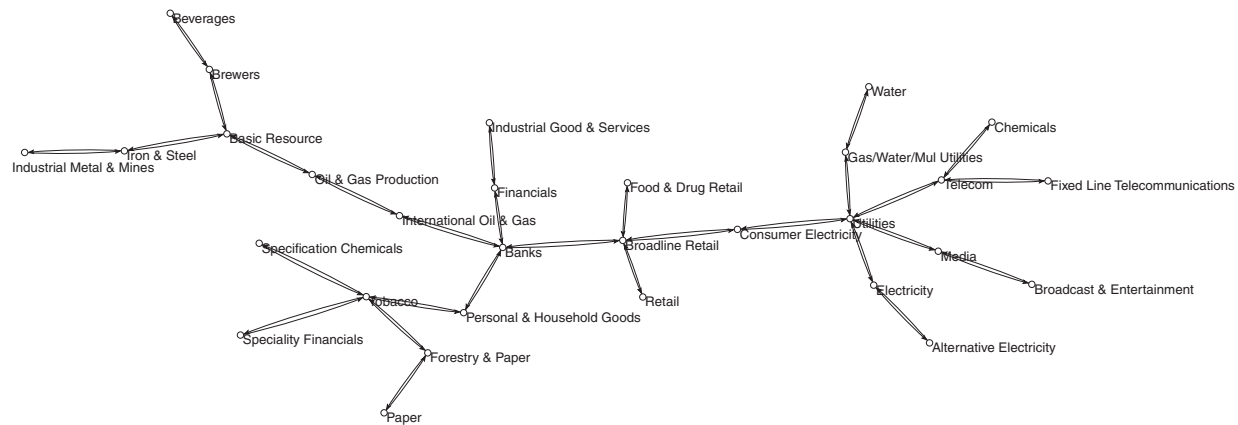 Beverages
Brewers
Water
Industrial Good & Services
Chemicals
Basic Resource
Iron & Steel
Gas/Water/Mul Utilities
Industrial Metal & Mines
Oil & Gas Production
Financials
Food & Drug Retail
Telecom
Fixed Line Telecommunications
International Oil & Gas
Utilities
Consumer Electricity
Specification Chemicals
Banks
Broadline Retail
Media
Electricity
Broadcast & Entertainment
Tobacco
Retail
Personal & Household Goods
Speciality Financials
Alternative Electricity
Forestry & Paper
Paper